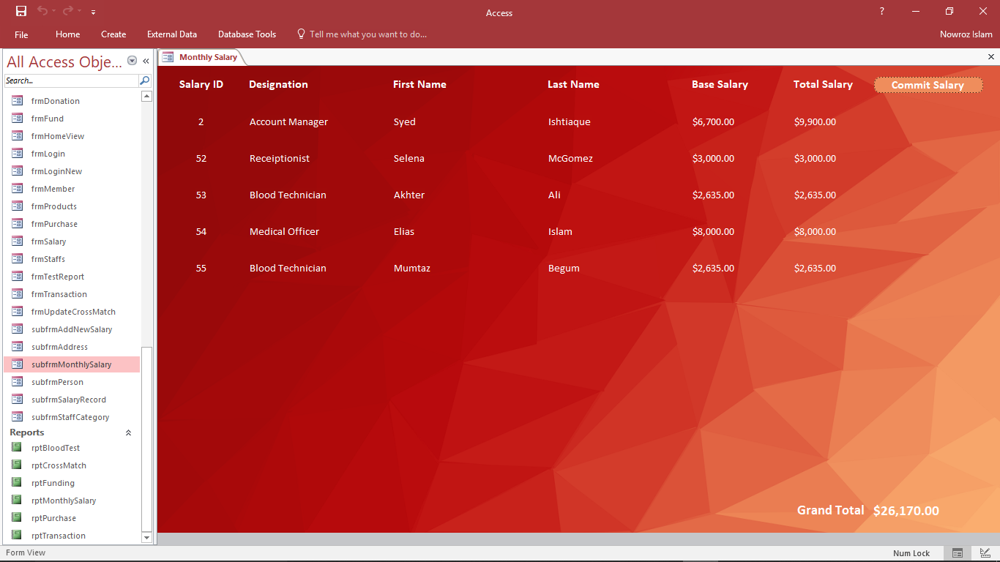 Access
?
File Home Create External Data Database Tools Tell me what you want to do... Nowroz Islam
All Access Obje...
Search...
frmDonation
frmFund
frmHomeView
frmLogin
frmLoginNew
frmMember
frmProducts
frmPurchase
frmSalary
frmStaffs
frmTestReport
frmTransaction
frmUpdateCrossMatch
subfrmAddNewSalary
subfrmAddress
subfrmMonthlySalary
subfrmPerson
subfrmSalaryRecord
subfrmStaffCategory
Reports
rptBloodTest
rptCrossMatch
rptFunding
rptMonthlySalary
rptPurchase
rptTransaction
Monthly Salary
Salary ID Designation First Name Last Name Base Salary Total Salary Commit Salary
2 Account Manager Syed Ishtiaque $6,700.00 $9,900.00
52 Receiptionist Selena McGomez $3,000.00 $3,000.00
53 Blood Technician Akhter Ali $2,635.00 $2,635.00
54 Medical Officer Elias Islam $8,000.00 $8,000.00
55 Blood Technician Mumtaz Begum $2,635.00 $2,635.00
Grand Total $26,170.00
Form View Num Lock